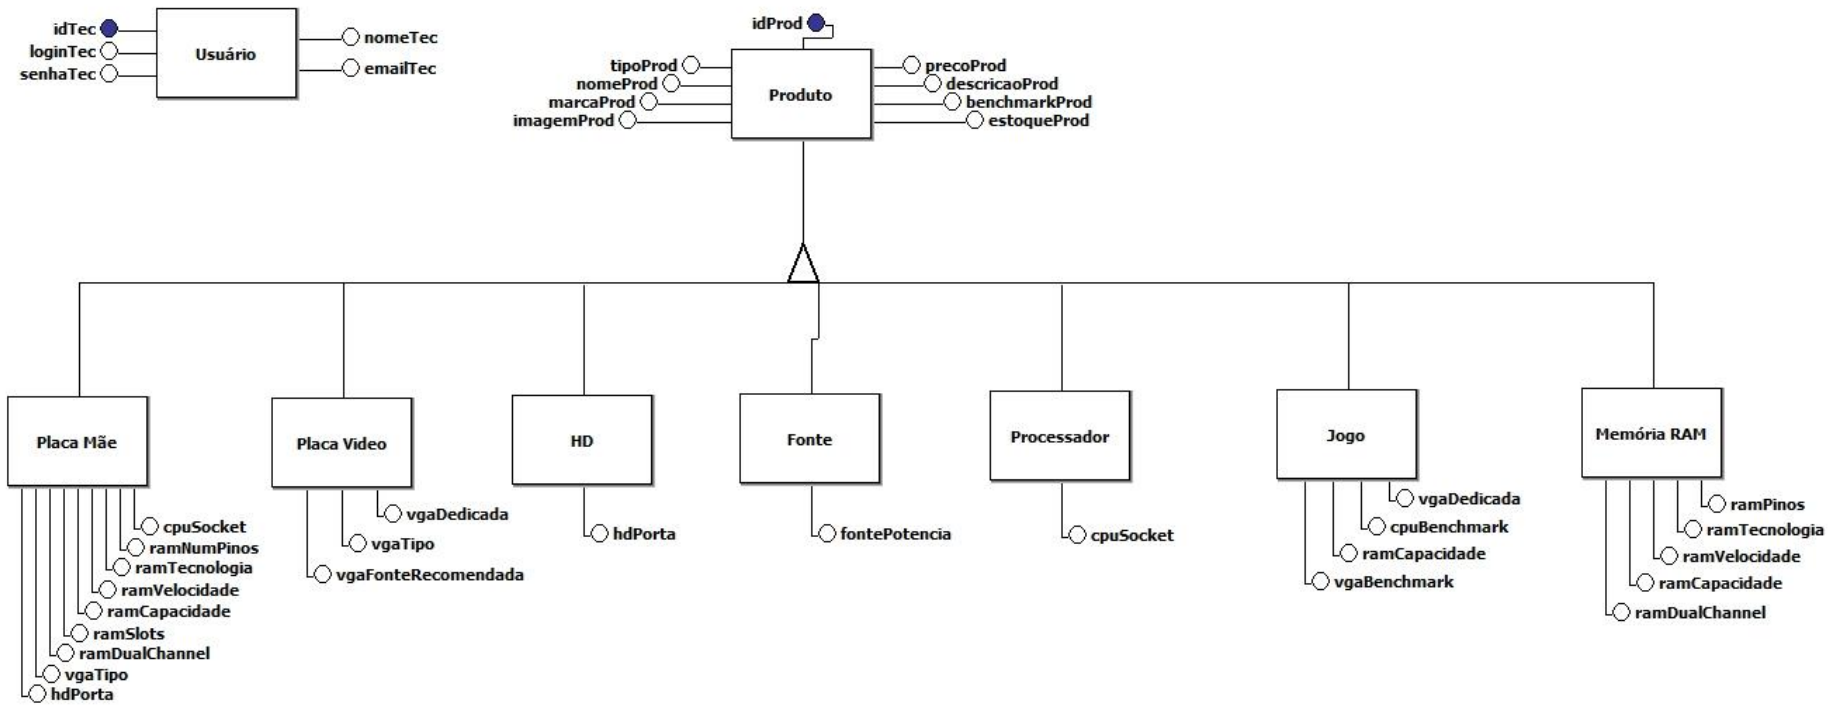 idTec
loginTec
senhaTec
Usuário
nomeTec
emailTec
idProd
tipoProd
nomeProd
marcaProd
imagemProd
Produto
precoProd
descricaoProd
benchmarkProd
estoqueProd
Placa Mãe
cpuSocket
ramNumPinos
ramTecnologia
ramVelocidade
ramCapacidade
ramSlots
ramDualChannel
vgaTipo
hdPorta
Placa Video
vgaDedicada
vgaTipo
vgaFonteRecomendada
HD
hdPorta
Fonte
fontePotencia
Processador
cpuSocket
Jogo
vgaDedicada
cpuBenchmark
ramCapacidade
vgaBenchmark
Memória RAM
ramPinos
ramTecnologia
ramVelocidade
ramCapacidade
ramDualChannel